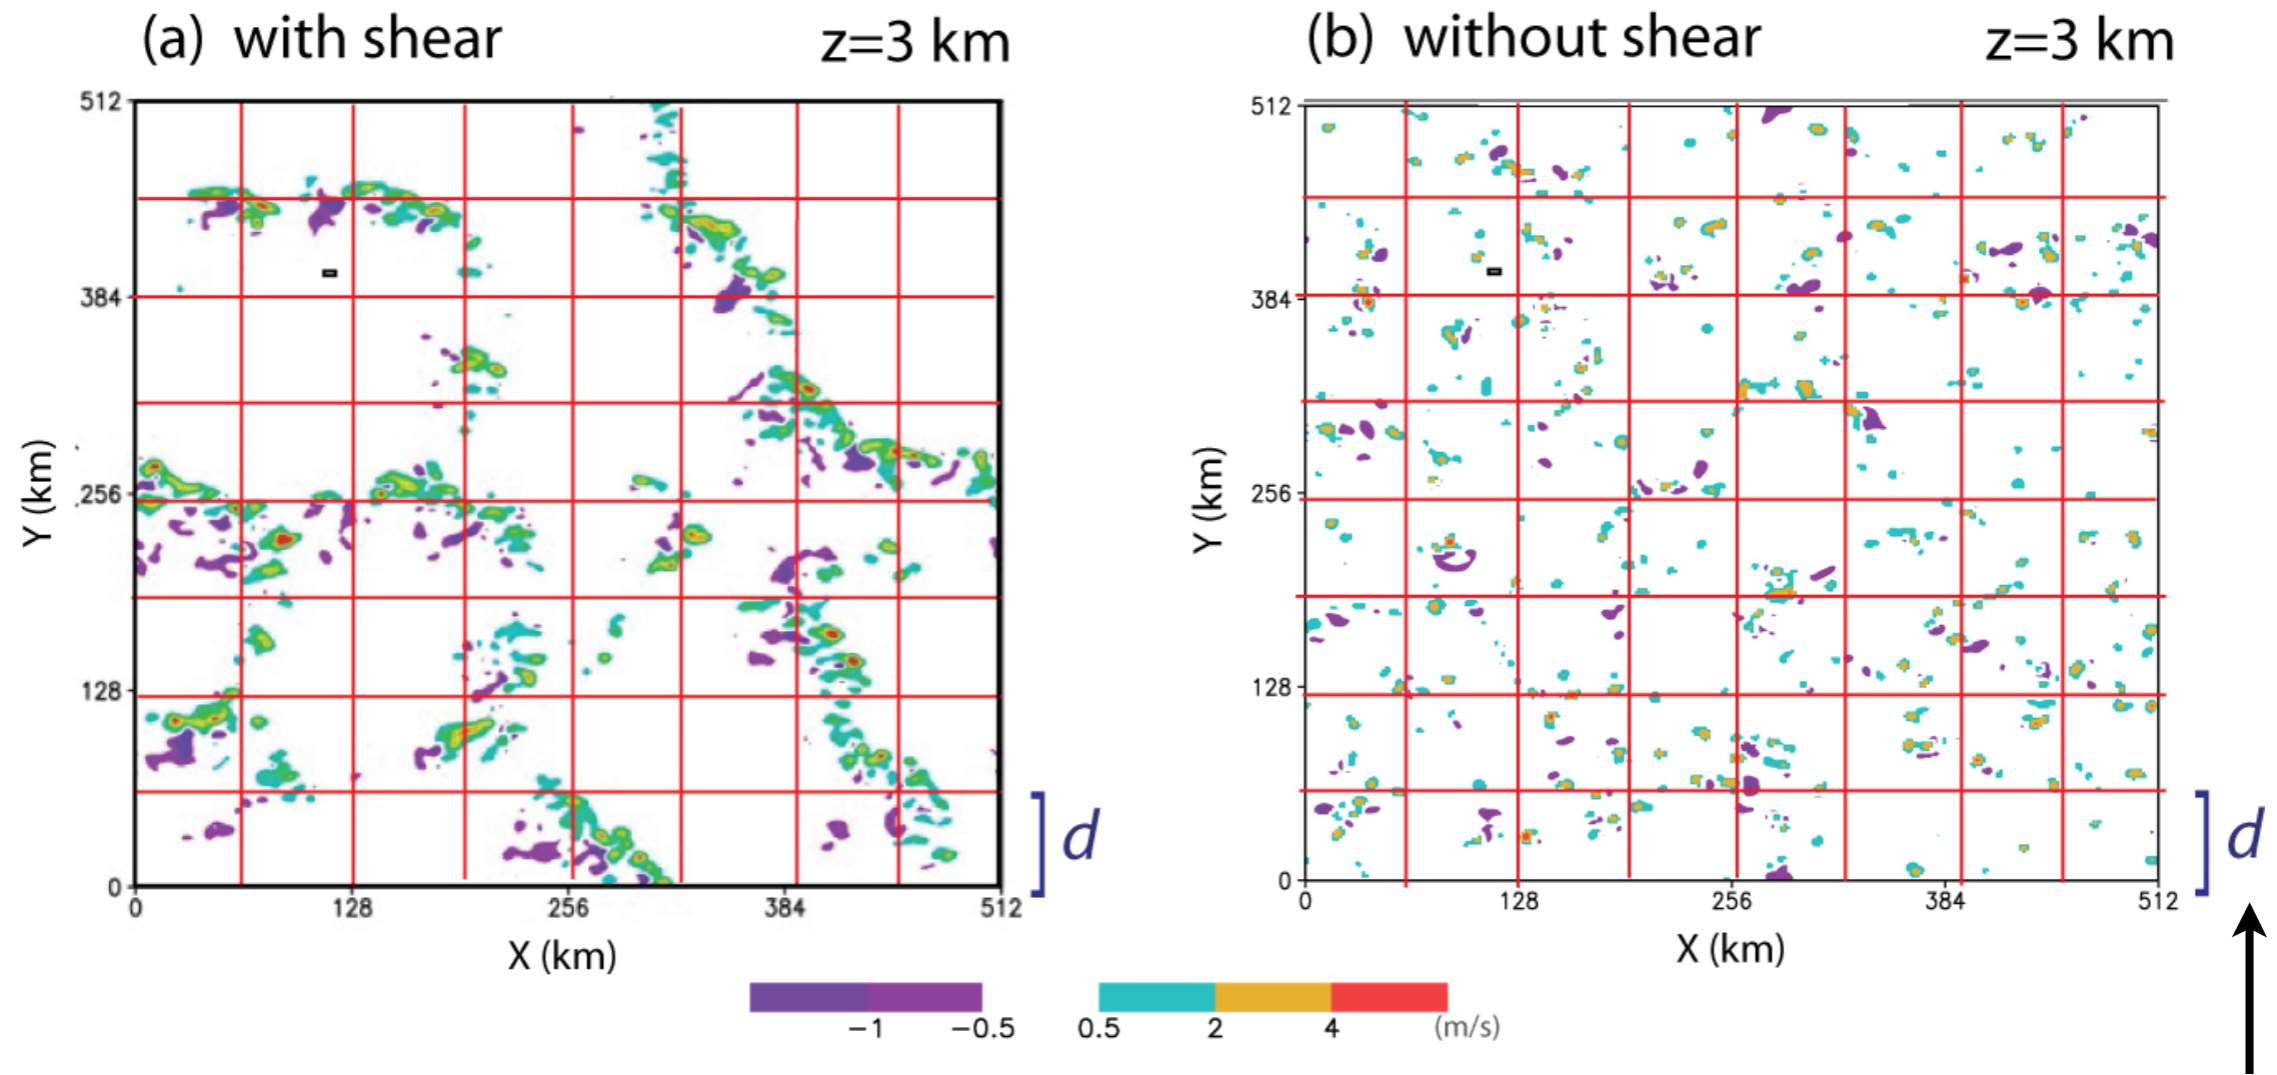 (a) with shear z=3 km
(b) without shear z=3 km
512
384
256
128
0
Y (km)
0 128 256 384 512
X (km)
d
512
384
256
128
0
Y (km)
0 128 256 384 512
X (km)
d
−1 −0.5
0.5 2 4 (m/s)